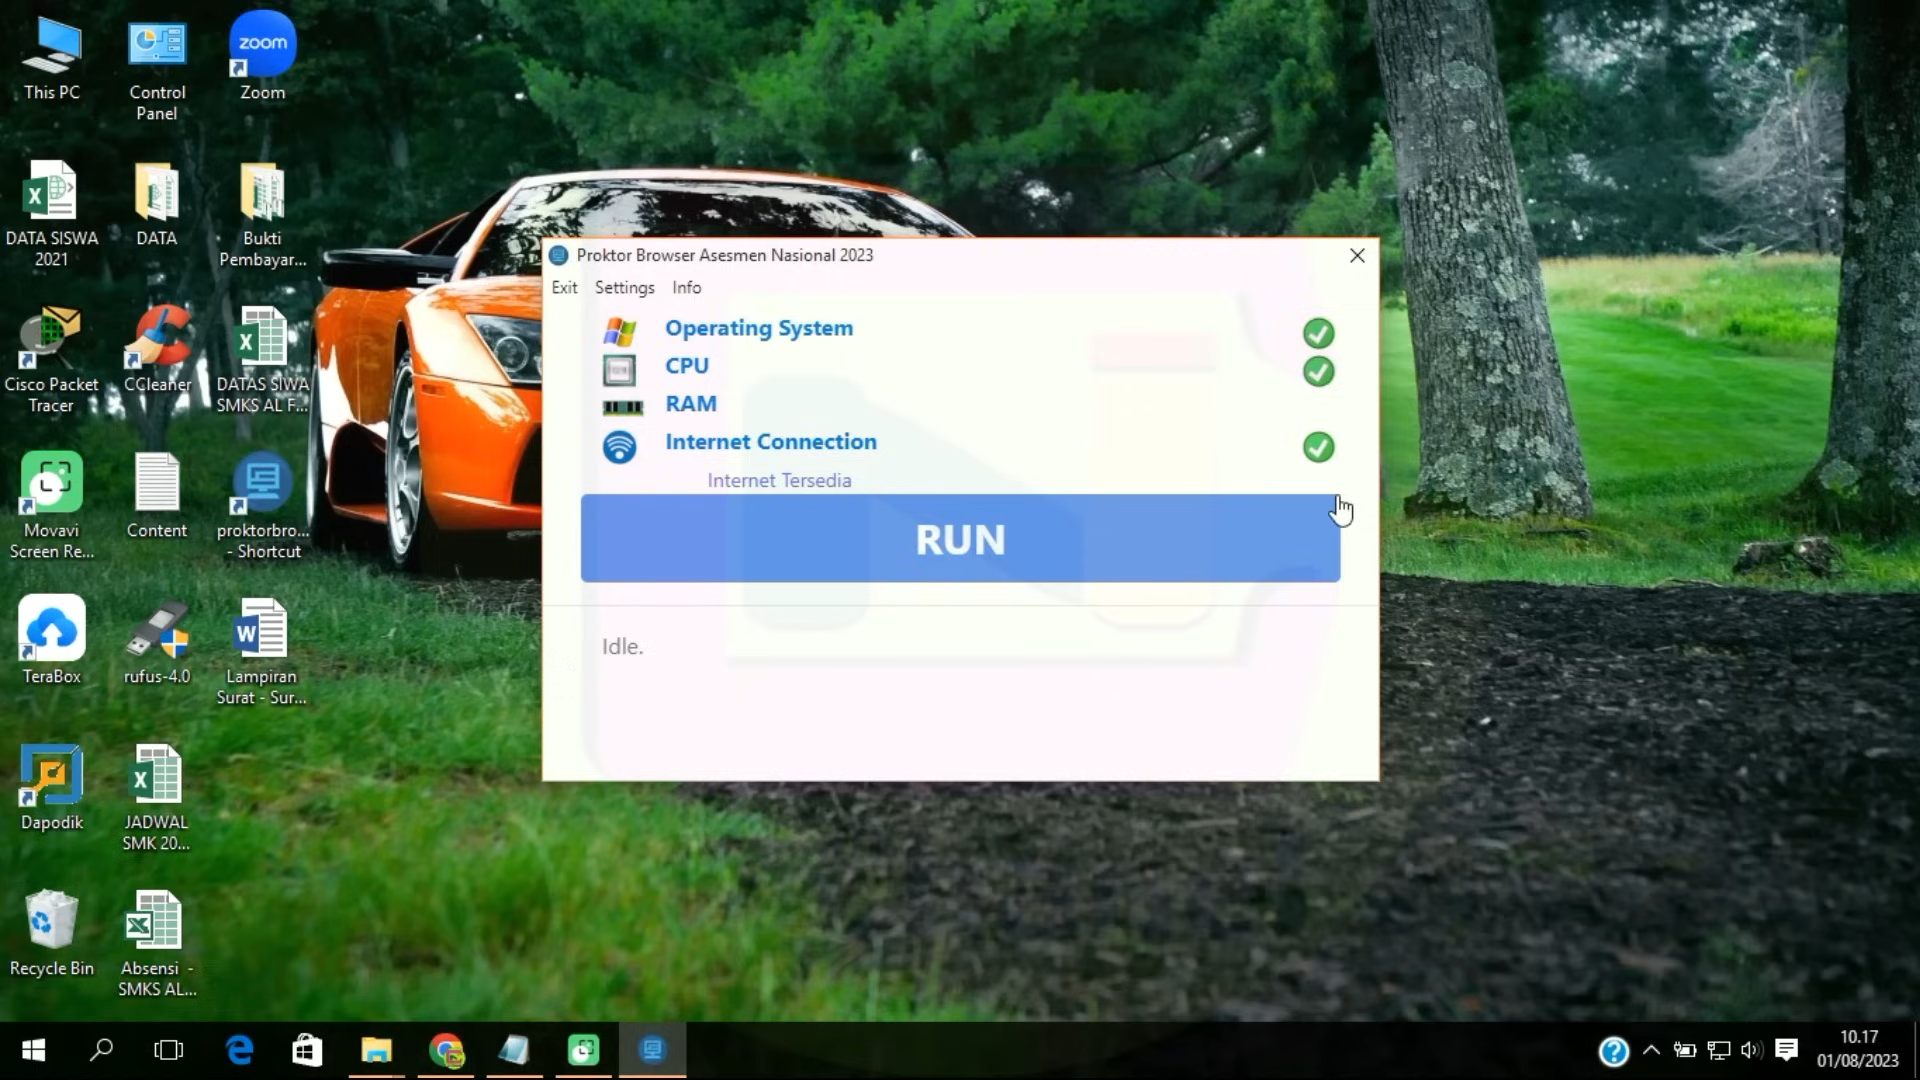 This PC
Control
Panel
zoom
Zoom
DATA SISWA
2021
DATA
Bukti
Pembayar...
Cisco Packet
Tracer
CCleaner
DATAS SIWA
SMKS AL F...
Movavi
Screen Re...
Content
proktorbro...
- Shortcut
TeraBox
rufus-4.0
Lampiran
Surat - Sur...
Dapodik
JADWAL
SMK 20...
Recycle Bin
Absensi -
SMKS AL...
Proktor Browser Asesmen Nasional 2023
Exit Settings Info
Operating System
CPU
RAM
Internet Connection
Internet Tersedia
RUN
Idle.
10.17
01/08/2023